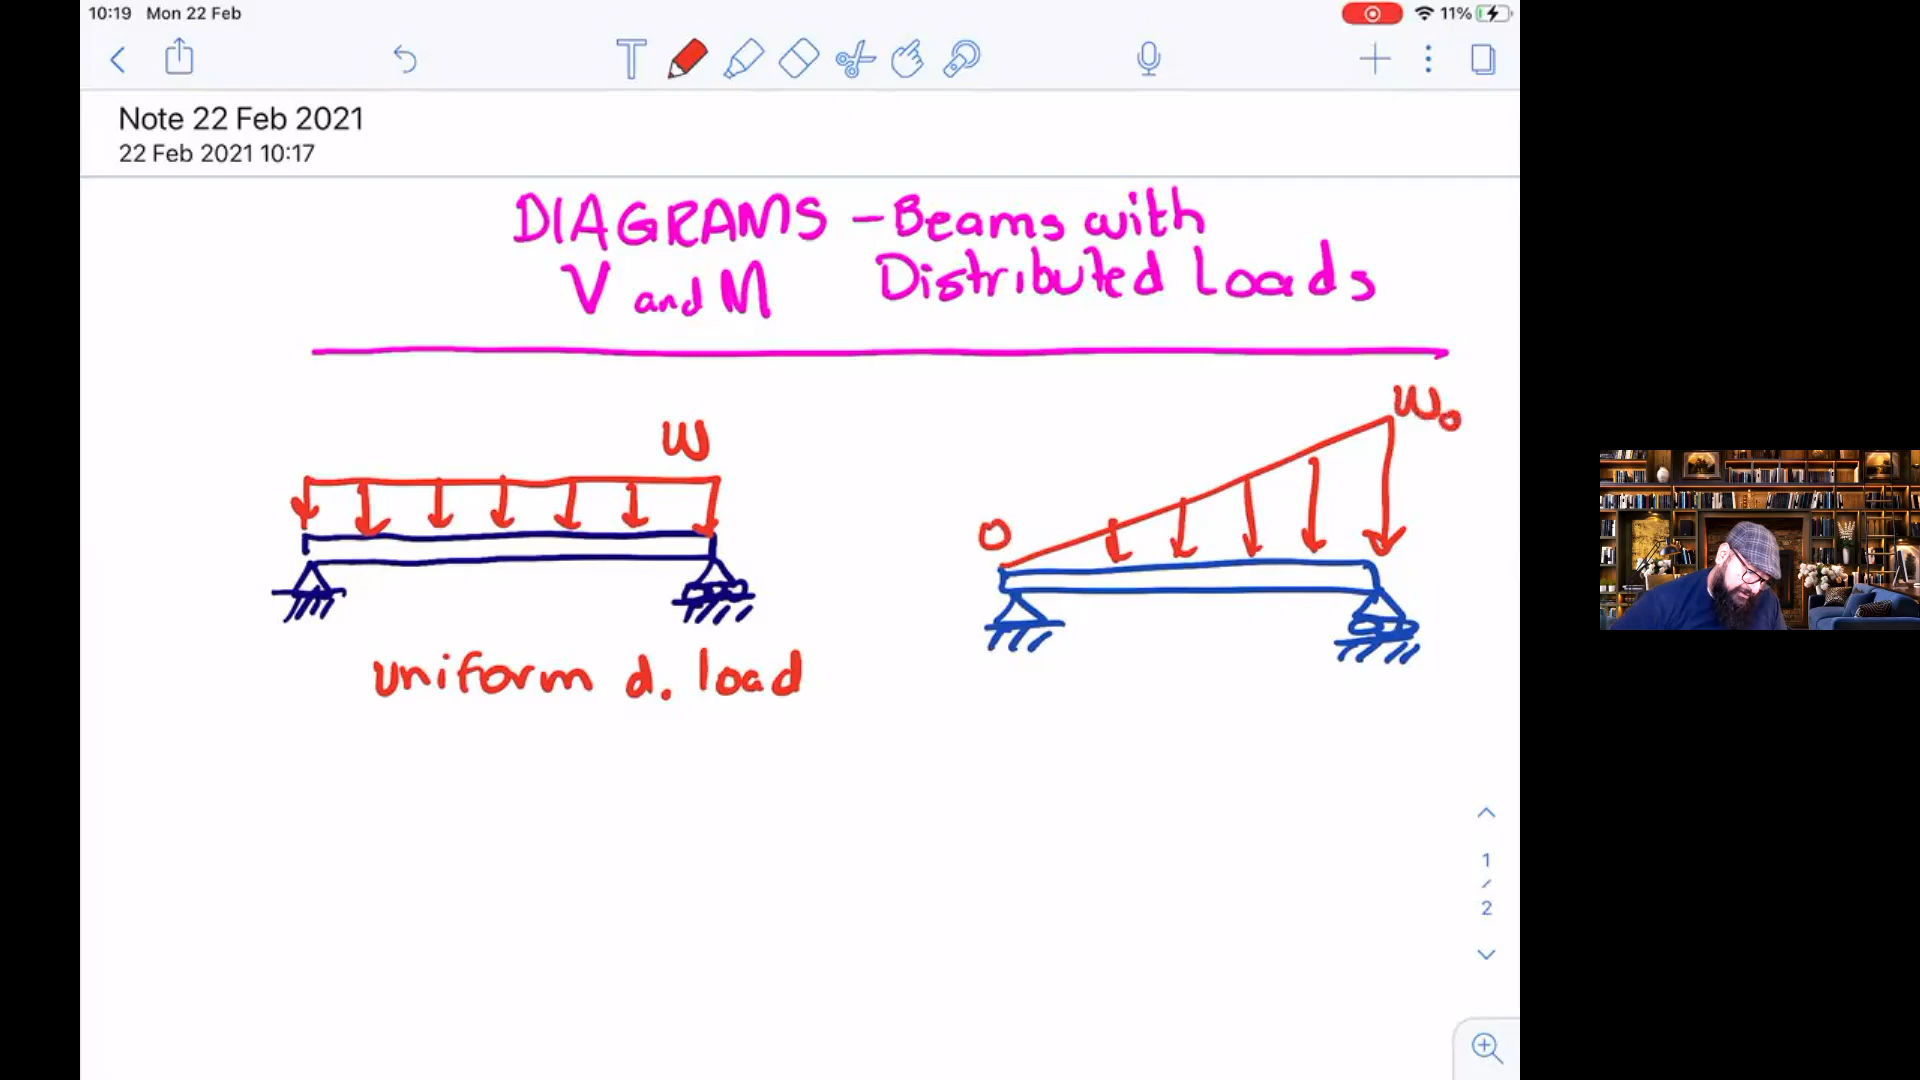 10:19 Mon 22 Feb
11%
T
Note 22 Feb 2021
22 Feb 2021 10:17
DIAGRAMS - Beams with
V and M Distributed Loads
W
W₀
0
uniform d. load
1
/
2